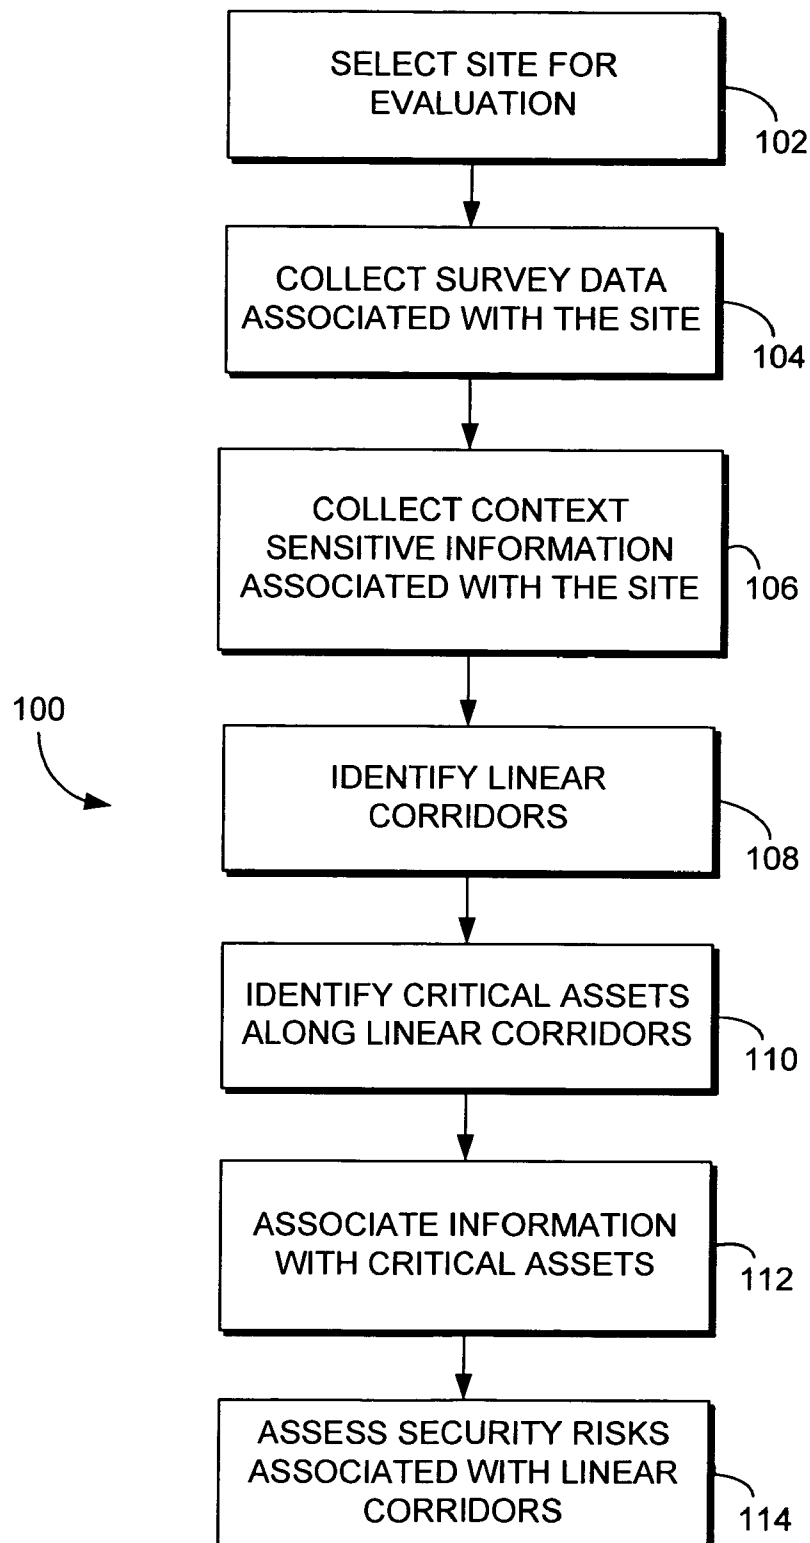 SELECT SITE FOR
EVALUATION
102
COLLECT SURVEY DATA
ASSOCIATED WITH THE SITE
104
COLLECT CONTEXT
SENSITIVE INFORMATION
ASSOCIATED WITH THE SITE
106
100
IDENTIFY LINEAR
CORRIDORS
108
IDENTIFY CRITICAL ASSETS
ALONG LINEAR CORRIDORS
110
ASSOCIATE INFORMATION
WITH CRITICAL ASSETS
112
ASSESS SECURITY RISKS
ASSOCIATED WITH LINEAR
CORRIDORS
114